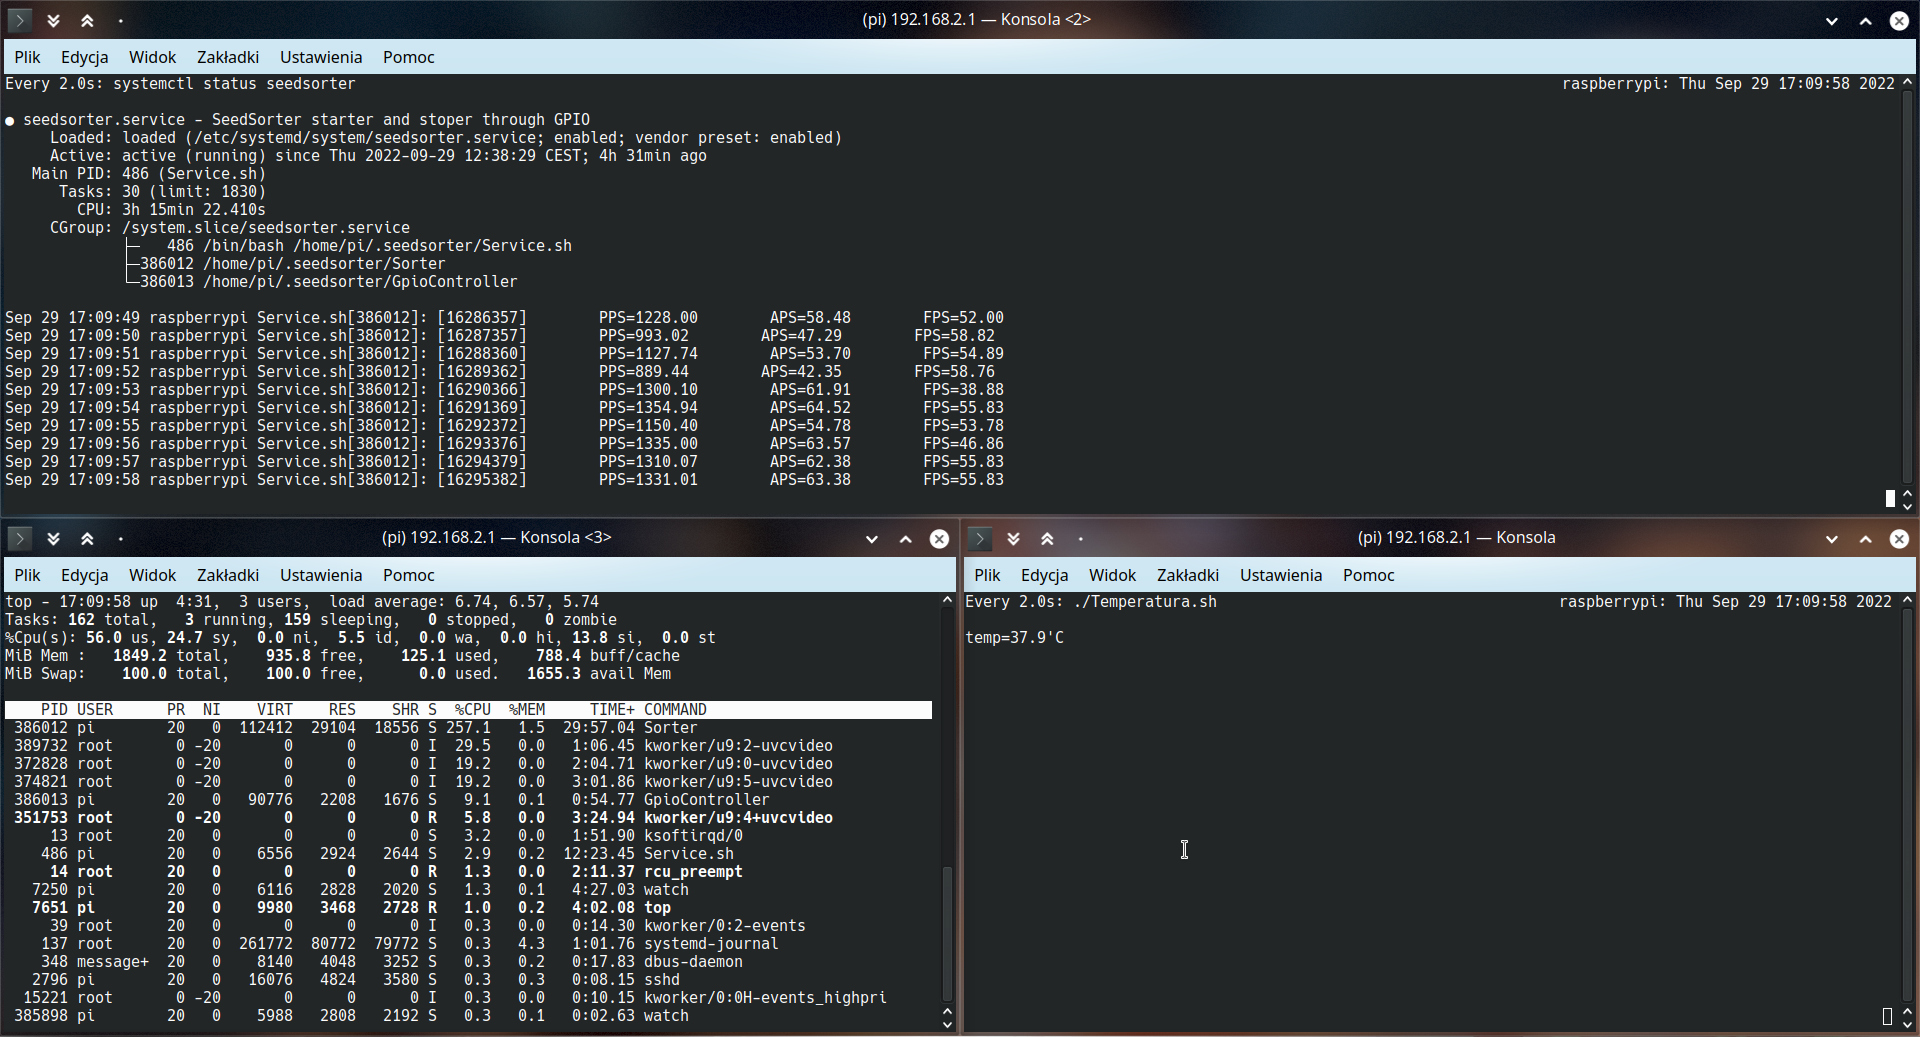 (pi) 192.168.2.1 — Konsola <2>
Plik Edycja Widok Zakładki Ustawienia Pomoc
Every 2.0s: systemctl status seedsorter raspberrypi: Thu Sep 29 17:09:58 2022
● seedsorter.service - SeedSorter starter and stoper through GPIO
Loaded: loaded (/etc/systemd/system/seedsorter.service; enabled; vendor preset: enabled)
Active: active (running) since Thu 2022-09-29 12:38:29 CEST; 4h 31min ago
Main PID: 486 (Service.sh)
Tasks: 30 (limit: 1830)
CPU: 3h 15min 22.410s
CGroup: /system.slice/seedsorter.service
├─ 486 /bin/bash /home/pi/.seedsorter/Service.sh
├─386012 /home/pi/.seedsorter/Sorter
└─386013 /home/pi/.seedsorter/GpioController
Sep 29 17:09:49 raspberrypi Service.sh[386012]: [16286357] PPS=1228.00 APS=58.48 FPS=52.00
Sep 29 17:09:50 raspberrypi Service.sh[386012]: [16287357] PPS=993.02 APS=47.29 FPS=58.82
Sep 29 17:09:51 raspberrypi Service.sh[386012]: [16288360] PPS=1127.74 APS=53.70 FPS=54.89
Sep 29 17:09:52 raspberrypi Service.sh[386012]: [16289362] PPS=889.44 APS=42.35 FPS=58.76
Sep 29 17:09:53 raspberrypi Service.sh[386012]: [16290366] PPS=1300.10 APS=61.91 FPS=38.88
Sep 29 17:09:54 raspberrypi Service.sh[386012]: [16291369] PPS=1354.94 APS=64.52 FPS=55.83
Sep 29 17:09:55 raspberrypi Service.sh[386012]: [16292372] PPS=1150.40 APS=54.78 FPS=53.78
Sep 29 17:09:56 raspberrypi Service.sh[386012]: [16293376] PPS=1335.00 APS=63.57 FPS=46.86
Sep 29 17:09:57 raspberrypi Service.sh[386012]: [16294379] PPS=1310.07 APS=62.38 FPS=55.83
Sep 29 17:09:58 raspberrypi Service.sh[386012]: [16295382] PPS=1331.01 APS=63.38 FPS=55.83
(pi) 192.168.2.1 — Konsola <3>
Plik Edycja Widok Zakładki Ustawienia Pomoc
top - 17:09:58 up 4:31, 3 users, load average: 6.74, 6.57, 5.74
Tasks: 162 total, 3 running, 159 sleeping, 0 stopped, 0 zombie
%Cpu(s): 56.0 us, 24.7 sy, 0.0 ni, 5.5 id, 0.0 wa, 0.0 hi, 13.8 si, 0.0 st
MiB Mem : 1849.2 total, 935.8 free, 125.1 used, 788.4 buff/cache
MiB Swap: 100.0 total, 100.0 free, 0.0 used. 1655.3 avail Mem
PID USER PR NI VIRT RES SHR S %CPU %MEM TIME+ COMMAND
386012 pi 20 0 112412 29104 18556 S 257.1 1.5 29:57.04 Sorter
389732 root 0 -20 0 0 0 I 29.5 0.0 1:06.45 kworker/u9:2-uvcvideo
372828 root 0 -20 0 0 0 I 19.2 0.0 2:04.71 kworker/u9:0-uvcvideo
374821 root 0 -20 0 0 0 I 19.2 0.0 3:01.86 kworker/u9:5-uvcvideo
386013 pi 20 0 90776 2208 1676 S 9.1 0.1 0:54.77 GpioController
351753 root 0 -20 0 0 0 R 5.8 0.0 3:24.94 kworker/u9:4+uvcvideo
13 root 20 0 0 0 0 S 3.2 0.0 1:51.90 ksoftirqd/0
486 pi 20 0 6556 2924 2644 S 2.9 0.2 12:23.45 Service.sh
14 root 20 0 0 0 0 R 1.3 0.0 2:11.37 rcu_preempt
7250 pi 20 0 6116 2828 2020 S 1.3 0.1 4:27.03 watch
7651 pi 20 0 9980 3468 2728 R 1.0 0.2 4:02.08 top
39 root 20 0 0 0 0 I 0.3 0.0 0:14.30 kworker/0:2-events
137 root 20 0 261772 80772 79772 S 0.3 4.3 1:01.76 systemd-journal
348 message+ 20 0 8140 4048 3252 S 0.3 0.2 0:17.83 dbus-daemon
2796 pi 20 0 16076 4824 3580 S 0.3 0.3 0:08.15 sshd
15221 root 0 -20 0 0 0 I 0.3 0.0 0:10.15 kworker/0:0H-events_highpri
385898 pi 20 0 5988 2808 2192 S 0.3 0.1 0:02.63 watch
(pi) 192.168.2.1 — Konsola
Plik Edycja Widok Zakładki Ustawienia Pomoc
Every 2.0s: ./Temperatura.sh raspberrypi: Thu Sep 29 17:09:58 2022
temp=37.9'C